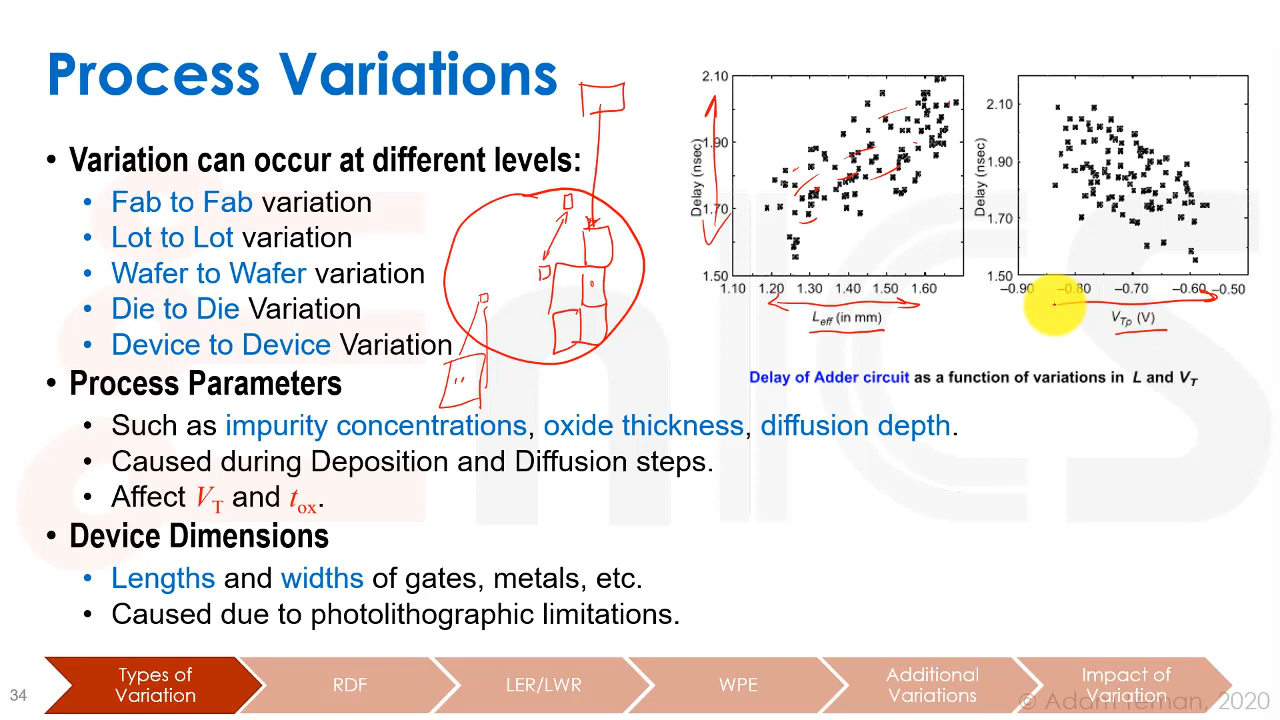 Process Variations
• Variation can occur at different levels:
• Fab to Fab variation
• Lot to Lot variation
• Wafer to Wafer variation
• Die to Die Variation
• Device to Device Variation
• Process Parameters
• Such as impurity concentrations, oxide thickness, diffusion depth.
• Caused during Deposition and Diffusion steps.
• Affect VT and tox.
• Device Dimensions
• Lengths and widths of gates, metals, etc.
• Caused due to photolithographic limitations.
2.10
1.90
1.70
1.50
Delay (nsec)
1.10 1.20 1.30 1.40 1.50 1.60
Leff (in mm)
2.10
1.90
1.70
1.50
Delay (nsec)
–0.90 –0.80 –0.70 –0.60 –0.50
VTp (V)
Delay of Adder circuit as a function of variations in L and VT
34
Types of
Variation
RDF
LER/LWR
WPE
Additional
Variations
Impact of
Variation
© Adam Teman, 2020